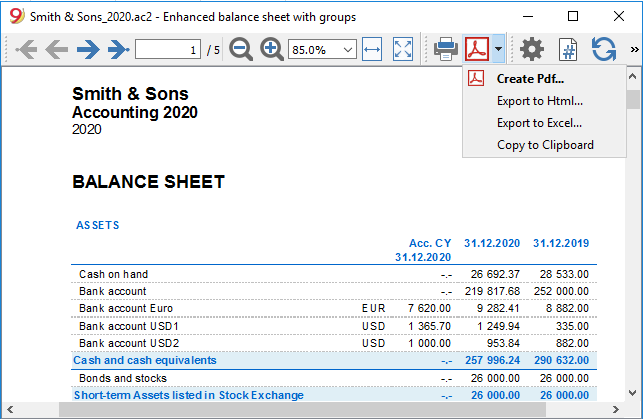 Smith & Sons_2020.ac2 - Enhanced balance sheet with groups
1 / 5 85.0% »
Create Pdf...
Export to Html...
Export to Excel...
Copy to Clipboard
Smith & Sons
Accounting 2020
2020
BALANCE SHEET
ASSETS
Acc. CY 31.12.2020 31.12.2019
31.12.2020
Cash on hand -.- 26 692.37 28 533.00
Bank account -.- 219 817.68 252 000.00
Bank account Euro EUR 7 620.00 9 282.41 8 882.00
Bank account USD1 USD 1 365.70 1 249.94 335.00
Bank account USD2 USD 1 000.00 953.84 882.00
Cash and cash equivalents -.- 257 996.24 290 632.00
Bonds and stocks -.- 26 000.00 26 000.00
Short-term Assets listed in Stock Exchange -.- 26 000.00 26 000.00